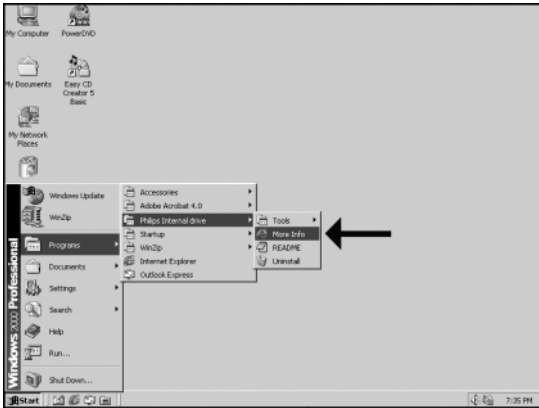 My Computer
PowerDVD
My Documents
Easy CD
Creator 5
Basic
My Network
Places
Windows Update
WinZip
Programs
Documents
Settings
Search
Help
Run...
Shut Down...
Windows 2000 Professional
Accessories
Adobe Acrobat 4.0
Philips Internal drive
Startup
WinZip
Internet Explorer
Outlook Express
Tools
More Info
README
Uninstall
Start
7:35 PM